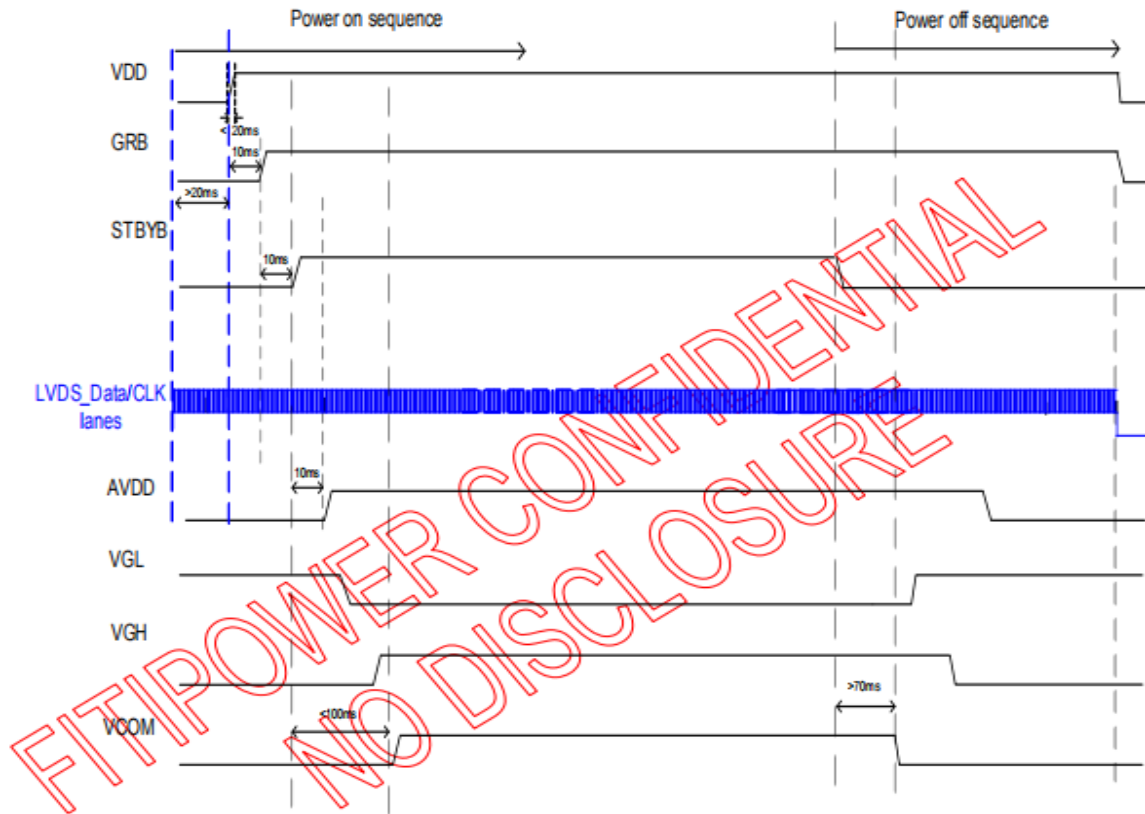 Power on sequence
Power off sequence
VDD
< 20ms
GRB
10ms
>20ms
STBYB
10ms
LVDS_Data/CLK
lanes
10ms
AVDD
VGL
VGH
>70ms
<100ms
VCOM
FITIPOWER CONFIDENTIAL
NO DISCLOSURE